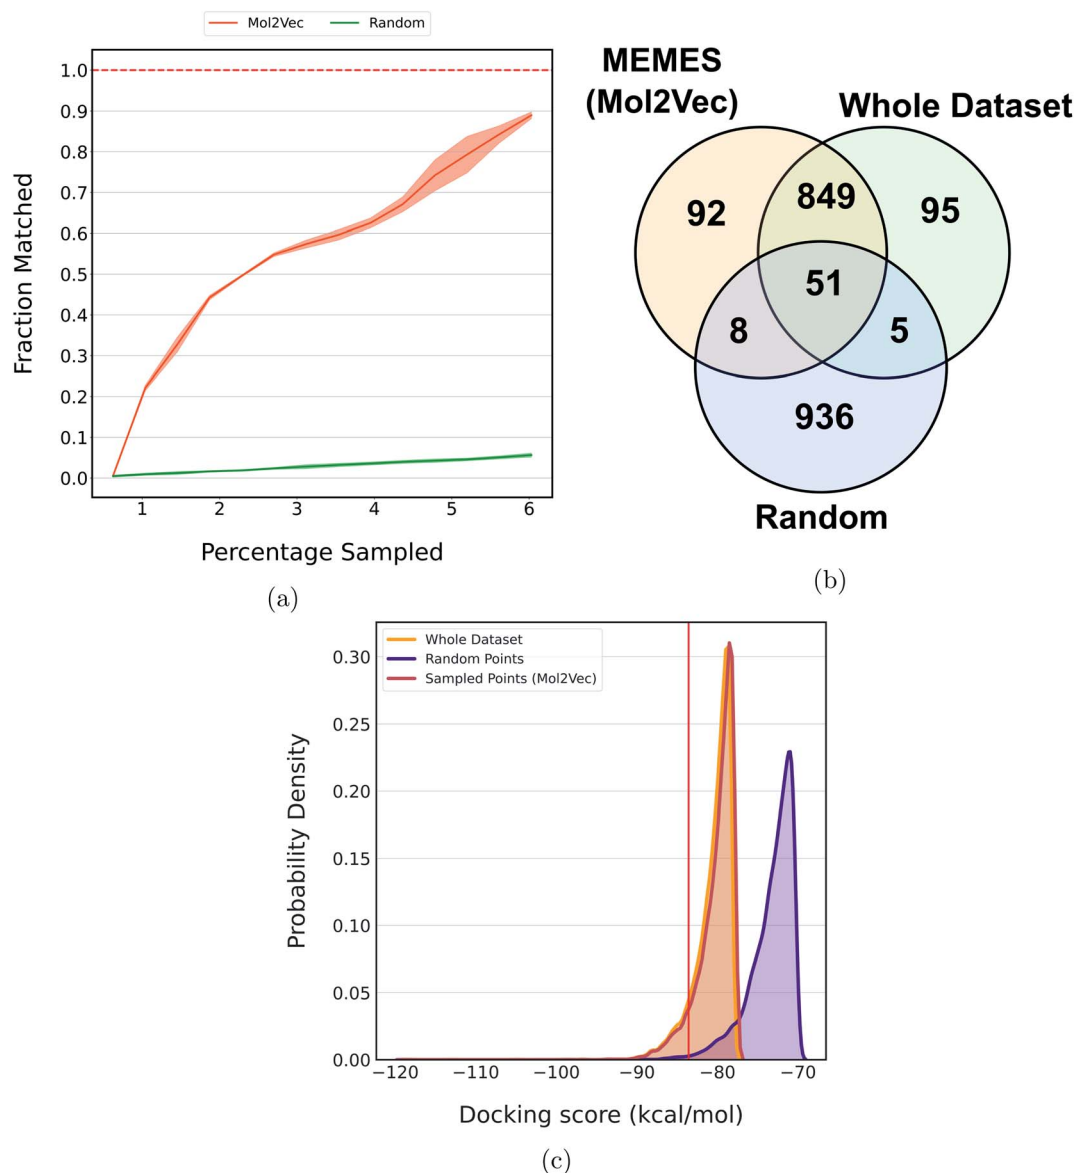 Mol2Vec Random
1.0
0.9
0.8
0.7
0.6
0.5
0.4
0.3
0.2
0.1
0.0
Fraction Matched
1 2 3 4 5 6
Percentage Sampled
(a)
MEMES
(Mol2Vec)
Whole Dataset
92 849 95
51
8 5
936
Random
(b)
Whole Dataset
Random Points
Sampled Points (Mol2Vec)
0.30
0.25
0.20
0.15
0.10
0.05
0.00
Probability Density
−120 −110 −100 −90 −80 −70
Docking score (kcal/mol)
(c)